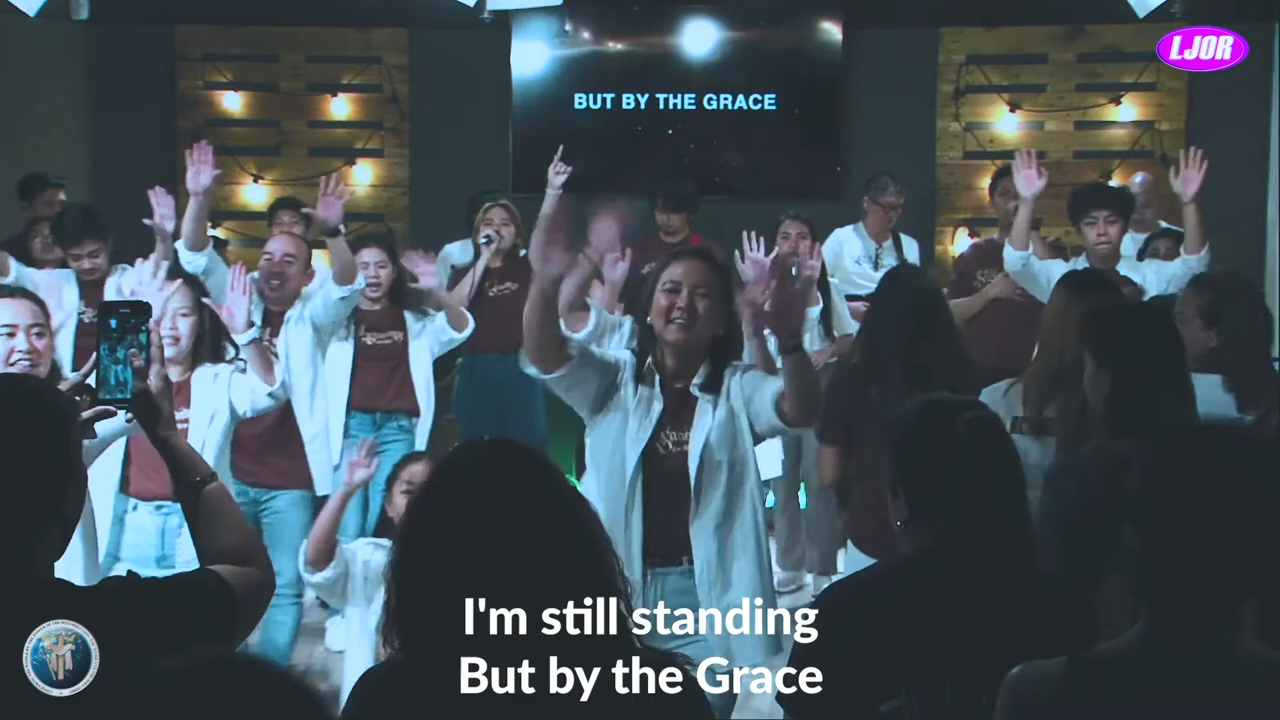 LJOR
BUT BY THE GRACE
I'm still standing
But by the Grace